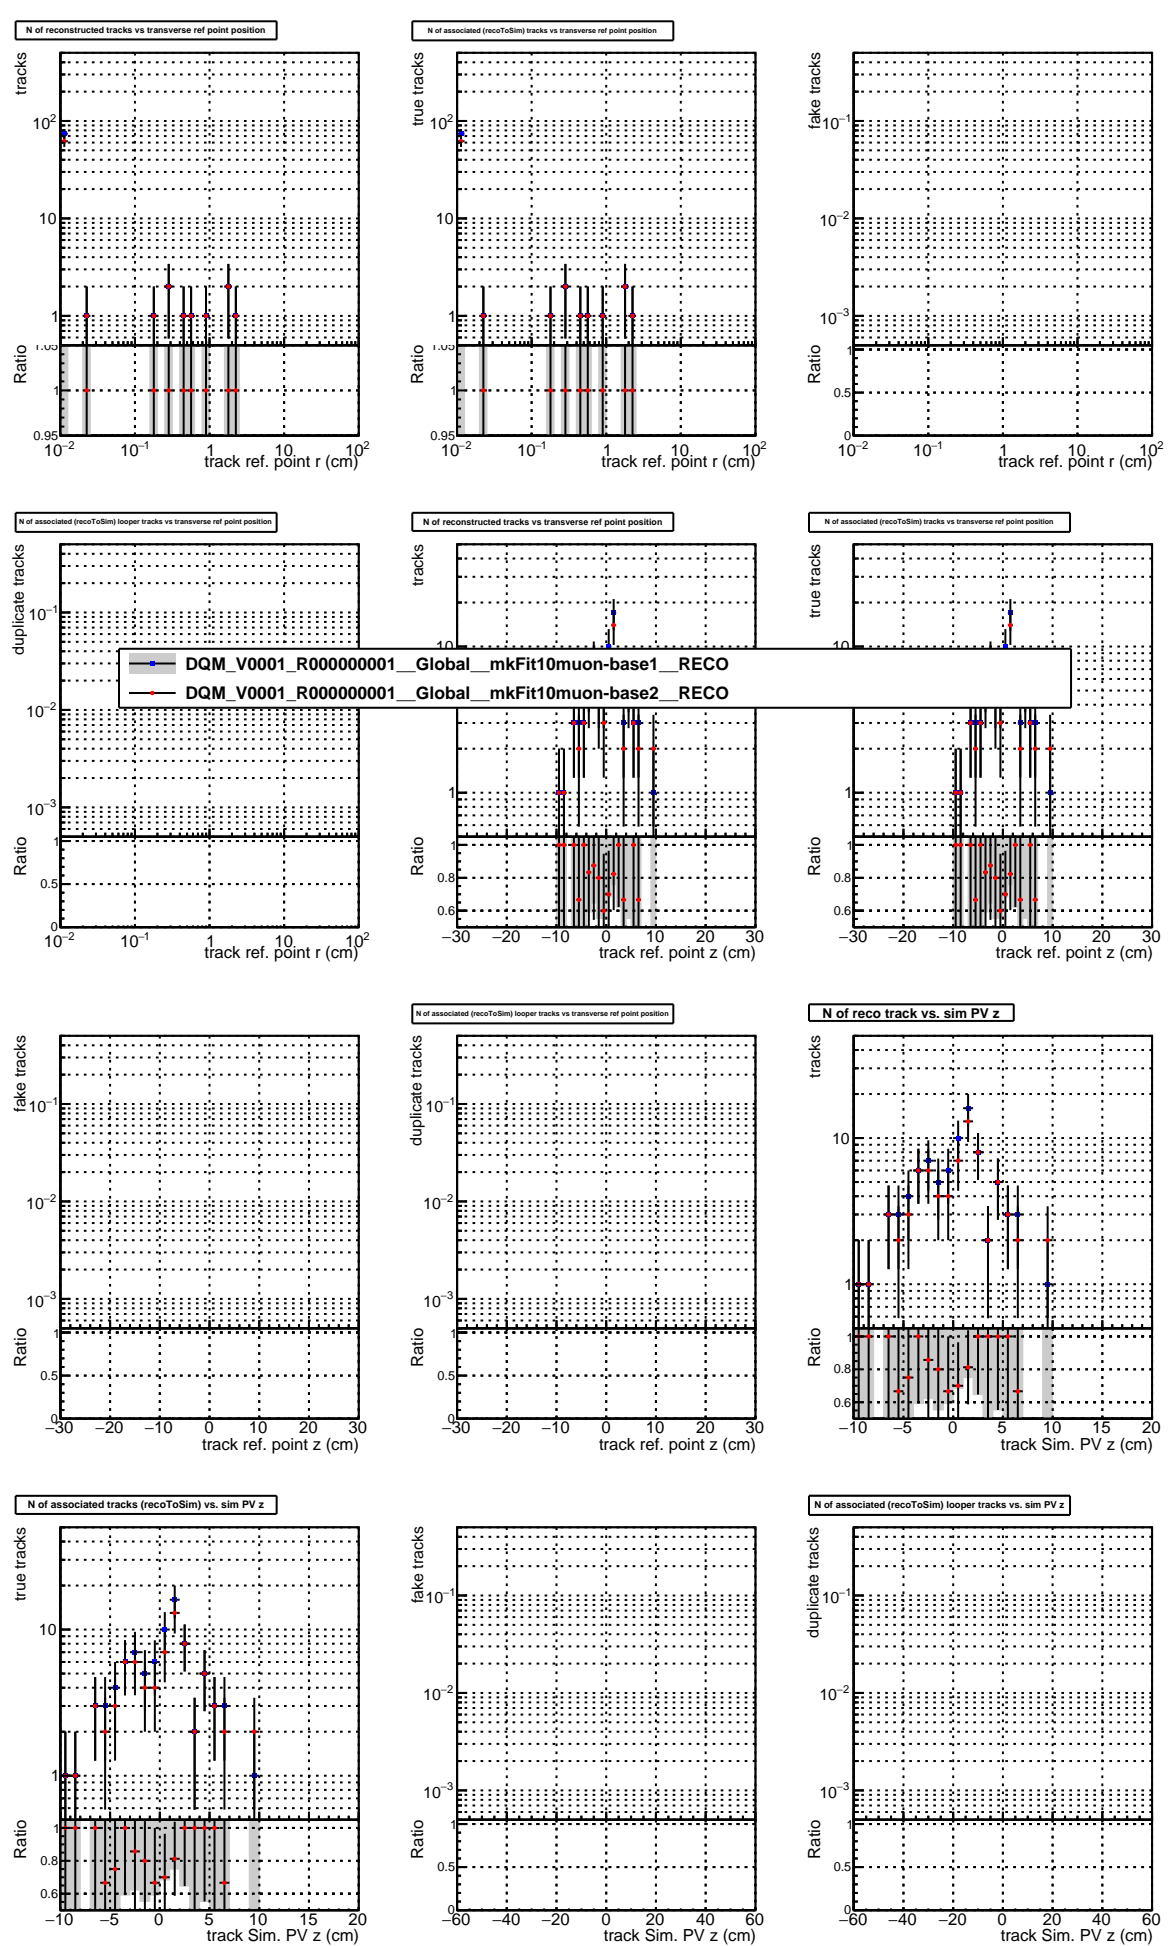 N of reconstructed tracks vs transverse ref point position
tracks
10²
10
1
Ratio
1.05
1
0.95
10⁻² 10⁻¹ 1 10 10²
track ref. point r (cm)
N of associated (recoToSim) tracks vs transverse ref point position
true tracks
10²
10
1
Ratio
1.05
1
0.95
10⁻² 10⁻¹ 1 10 10²
track ref. point r (cm)
fake tracks
10⁻¹
10⁻²
10⁻³
Ratio
1
0.5
0
10⁻² 10⁻¹ 1 10 10²
track ref. point r (cm)
N of associated (recoToSim) looper tracks vs transverse ref point position
duplicate tracks
10⁻¹
10⁻²
10⁻³
Ratio
1
0.5
0
10⁻² 10⁻¹ 1 10 10²
track ref. point r (cm)
N of reconstructed tracks vs transverse ref point position
tracks
10
1
Ratio
1
0.8
0.6
−30 −20 −10 0 10 20 30
track ref. point z (cm)
N of associated (recoToSim) tracks vs transverse ref point position
true tracks
10
1
Ratio
1
0.8
0.6
−30 −20 −10 0 10 20 30
track ref. point z (cm)
DQM_V0001_R000000001__Global__mkFit10muon-base1__RECO
DQM_V0001_R000000001__Global__mkFit10muon-base2__RECO
fake tracks
10⁻¹
10⁻²
10⁻³
Ratio
1
0.5
0
−30 −20 −10 0 10 20 30
track ref. point z (cm)
N of associated (recoToSim) looper tracks vs transverse ref point position
duplicate tracks
10⁻¹
10⁻²
10⁻³
Ratio
1
0.5
0
−30 −20 −10 0 10 20 30
track ref. point z (cm)
N of reco track vs. sim PV z
tracks
10
1
Ratio
1
0.8
0.6
−10 −5 0 5 10 15 20
track Sim. PV z (cm)
N of associated tracks (recoToSim) vs. sim PV z
true tracks
10
1
Ratio
1
0.8
0.6
−10 −5 0 5 10 15 20
track Sim. PV z (cm)
fake tracks
10⁻¹
10⁻²
10⁻³
Ratio
1
0.5
0
−60 −40 −20 0 20 40 60
track Sim. PV z (cm)
N of associated (recoToSim) looper tracks vs. sim PV z
duplicate tracks
10⁻¹
10⁻²
10⁻³
Ratio
1
0.5
0
−60 −40 −20 0 20 40 60
track Sim. PV z (cm)